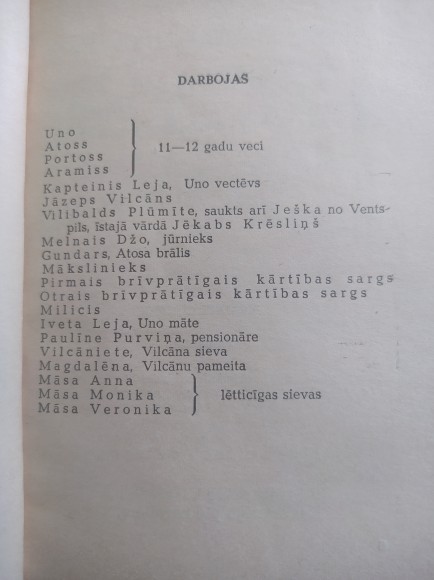 DARBOJAS
Uno
Atoss
Portoss
Aramiss
11—12 gadu veci
Kapteinis Leja, Uno vectēvs
Jāzeps Vilcāns
Vilibalds Plūmīte, saukts arī Ješka no Vents-
pils, īstajā vārdā Jēkabs Krēsliņš
Melnais Džo, jūrnieks
Gundars, Atosa brālis
Mākslinieks
Pirmais brīvprātīgais kārtības sargs
Otrais brīvprātīgais kārtības sargs
Milicis
Iveta Leja, Uno māte
Paulīne Purviņa, pensionāre
Vilcāniete, Vilcāna sieva
Magdalēna, Vilcānu pameita
Māsa Anna
Māsa Monika
Māsa Veronika
lētticīgas sievas